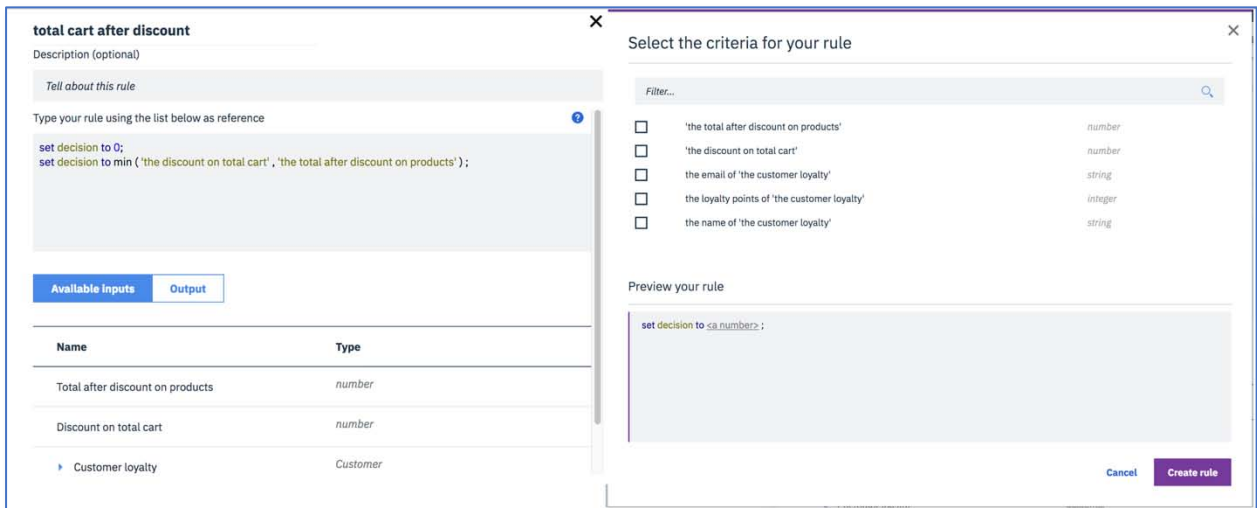 total cart after discount
Description (optional)
Tell about this rule
Type your rule using the list below as reference
set decision to 0;
set decision to min ( 'the discount on total cart' , 'the total after discount on products' ) ;
Available Inputs Output
Name Type
Total after discount on products number
Discount on total cart number
Customer loyalty Customer
Select the criteria for your rule
Filter...
'the total after discount on products' number
'the discount on total cart' number
the email of 'the customer loyalty' string
the loyalty points of 'the customer loyalty' integer
the name of 'the customer loyalty' string
Preview your rule
set decision to <a number> ;
Cancel Create rule